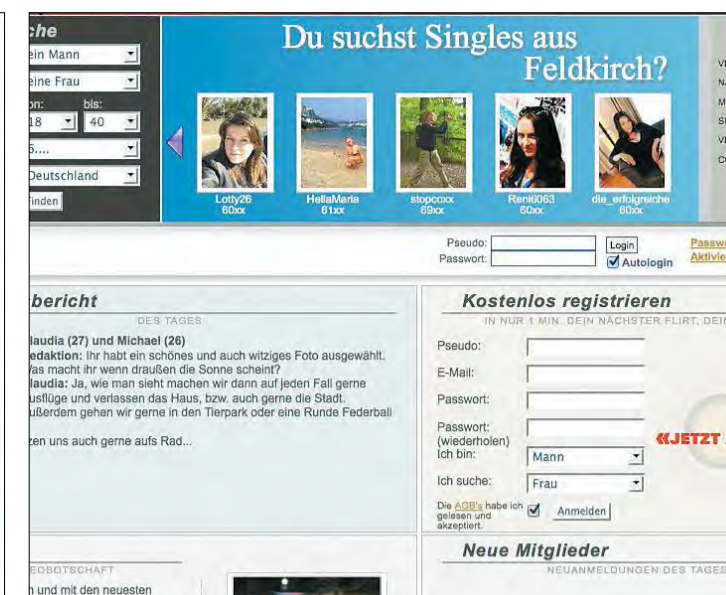 che
ein Mann
eine Frau
on: bis:
18 40
5....
Deutschland
Finden
Du suchst Singles aus
Feldkirch?
Lotty26
60xx
HellaMaria
61xx
stopcoxx
69xx
Reni6063
60xx
die_erfolgreiche
60xx
Pseudo: Login Passw
Passwort: Autologin Aktivie
bericht
DES TAGES
laudia (27) und Michael (26)
edaktion: Ihr habt ein schönes und auch witziges Foto ausgewählt.
Was macht ihr wenn draußen die Sonne scheint?
laudia: Ja, wie man sieht machen wir dann auf jeden Fall gerne
usflüge und verlassen das Haus, bzw. auch gerne die Stadt.
ußerdem gehen wir gerne in den Tierpark oder eine Runde Federball
zen uns auch gerne aufs Rad...
Kostenlos registrieren
IN NUR 1 MIN. DEIN NÄCHSTER FLIRT, DEIN
Pseudo:
E-Mail:
Passwort:
Passwort:
(wiederholen)
Ich bin: Mann
Ich suche: Frau
Die AGB's habe ich
gelesen und
akzeptiert.
Anmelden
«JETZT
Neue Mitglieder
NEUANMELDUNGEN DES TAGES
EOBOTSCHAFT
n und mit den neuesten